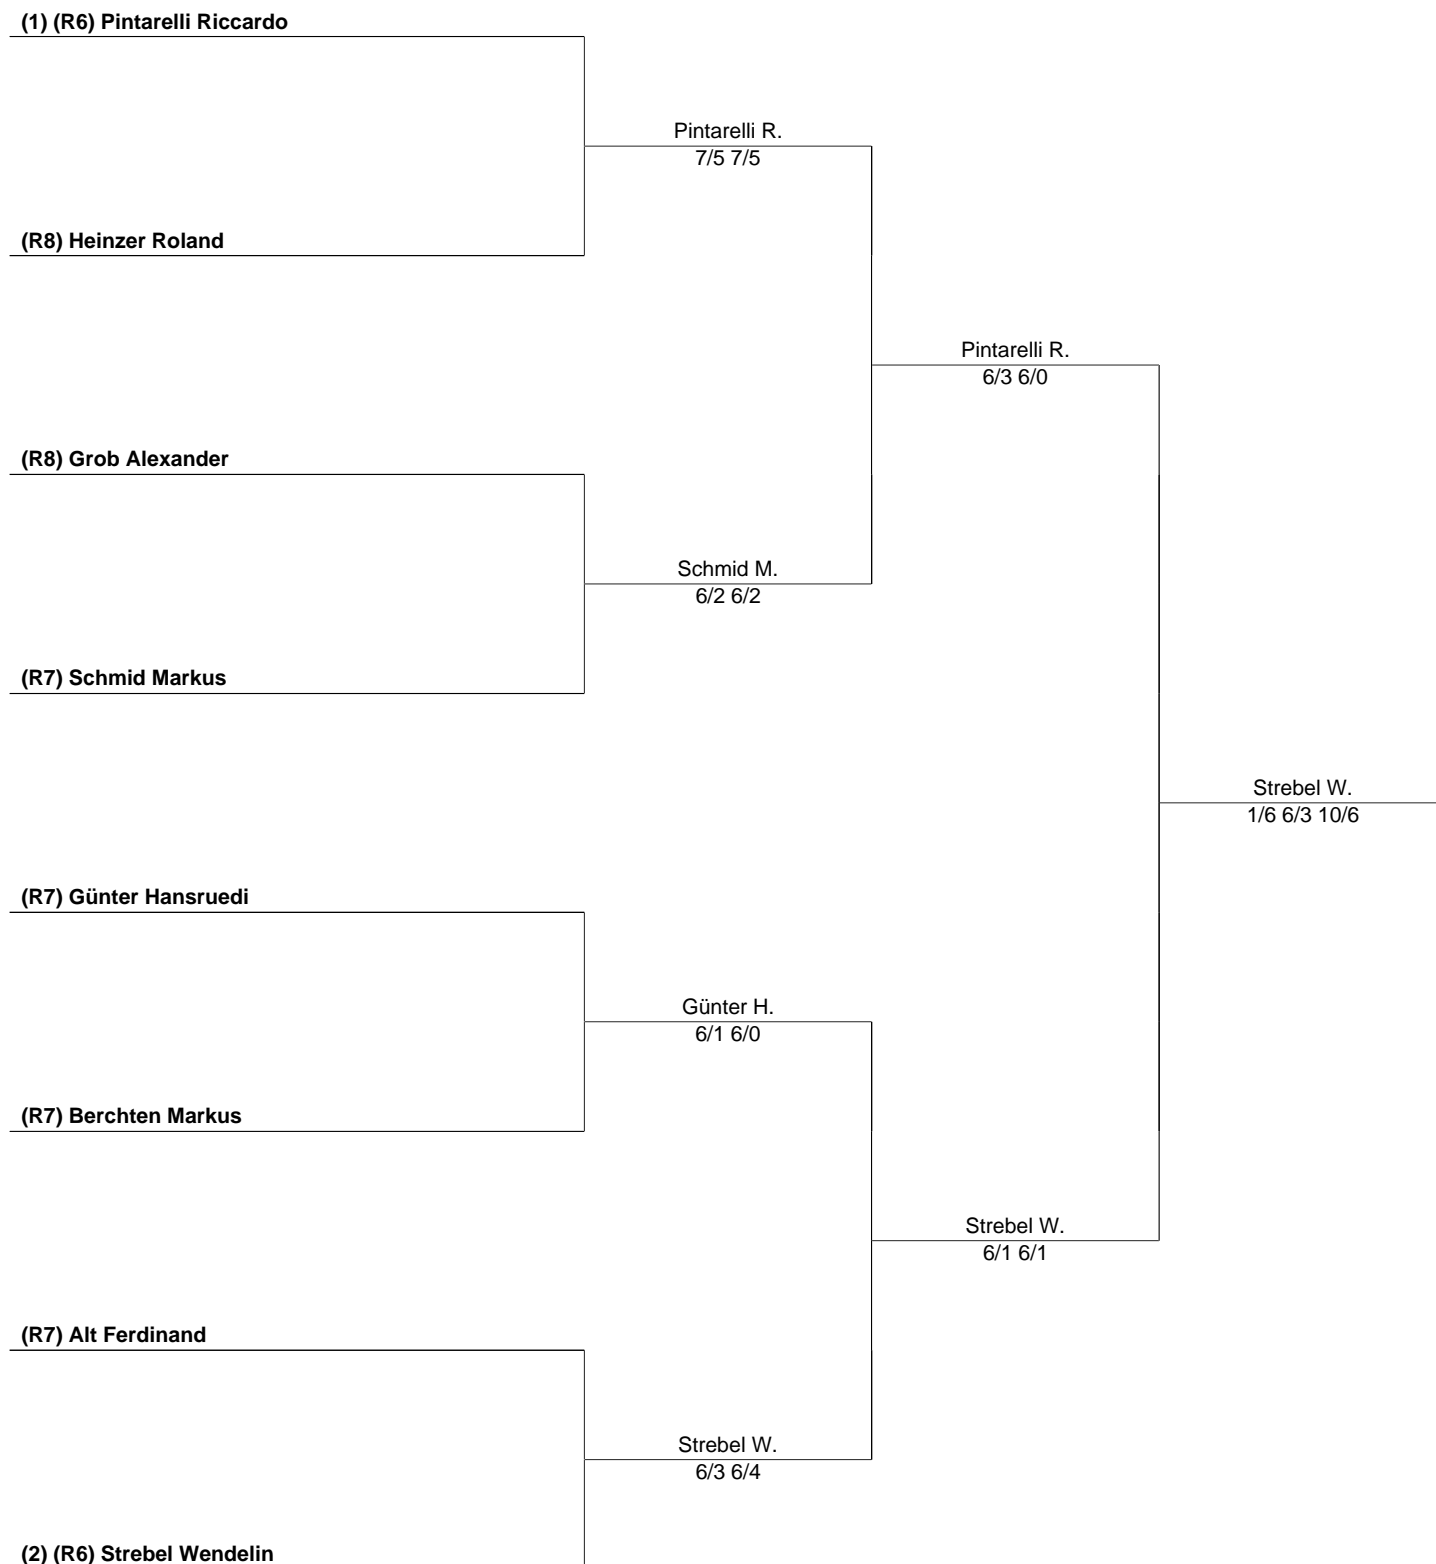 (1) (R6) Pintarelli Riccardo
Pintarelli R.
7/5 7/5
(R8) Heinzer Roland
Pintarelli R.
6/3 6/0
(R8) Grob Alexander
Schmid M.
6/2 6/2
(R7) Schmid Markus
Strebel W.
1/6 6/3 10/6
(R7) Günter Hansruedi
Günter H.
6/1 6/0
(R7) Berchten Markus
Strebel W.
6/1 6/1
(R7) Alt Ferdinand
Strebel W.
6/3 6/4
(2) (R6) Strebel Wendelin